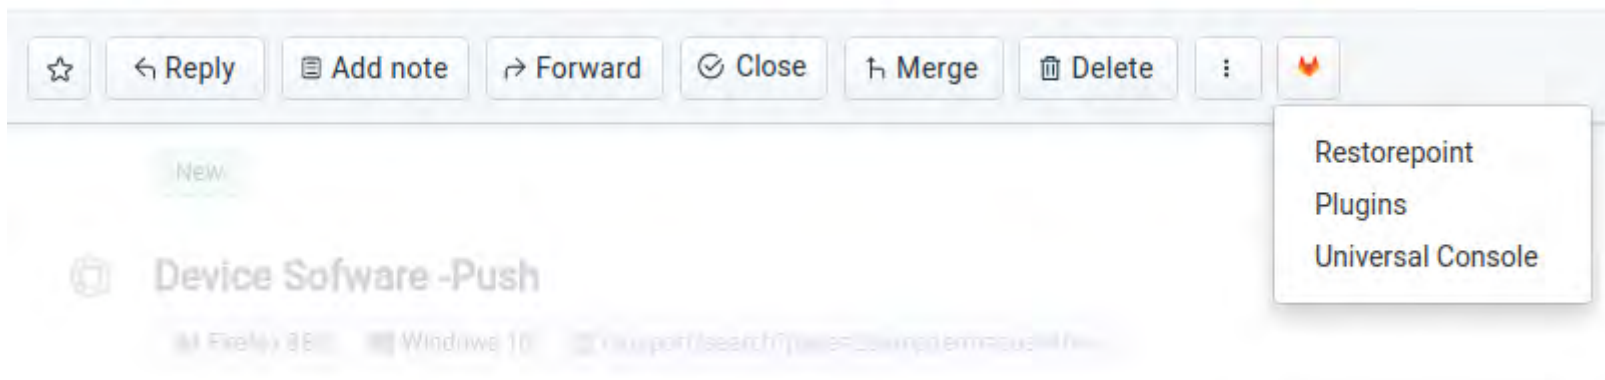 Reply Add note Forward Close Merge Delete
Restorepoint
Plugins
Universal Console
New
Device Sofware -Push
Windows 10